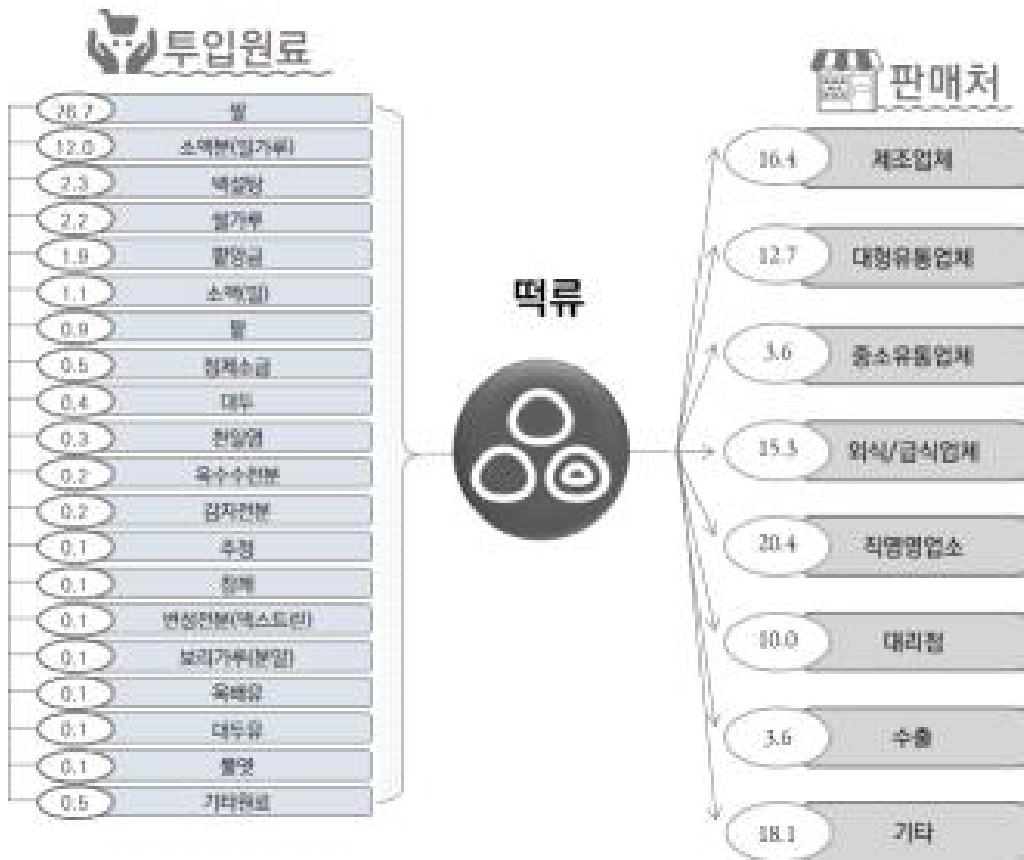 투입원료
판매처
떡류
쌀
12.0 소맥분(밀가루)
2.3 백설탕
2.2 쌀가루
1.9 팥앙금
1.1 소맥(밀)
0.9 팥
0.5 정제소금
0.4 대두
0.3 천일염
0.2 옥수수전분
0.2 감자전분
0.1 주정
0.1 참깨
0.1 변성전분(덱스트린)
0.1 보리가루(분말)
0.1 옥배유
0.1 대두유
0.1 물엿
0.5 기타원료
16.4 제조업체
12.7 대형유통업체
3.6 중소유통업체
15.3 외식/급식업체
20.4 직영영업소
10.0 대리점
3.6 수출
18.1 기타